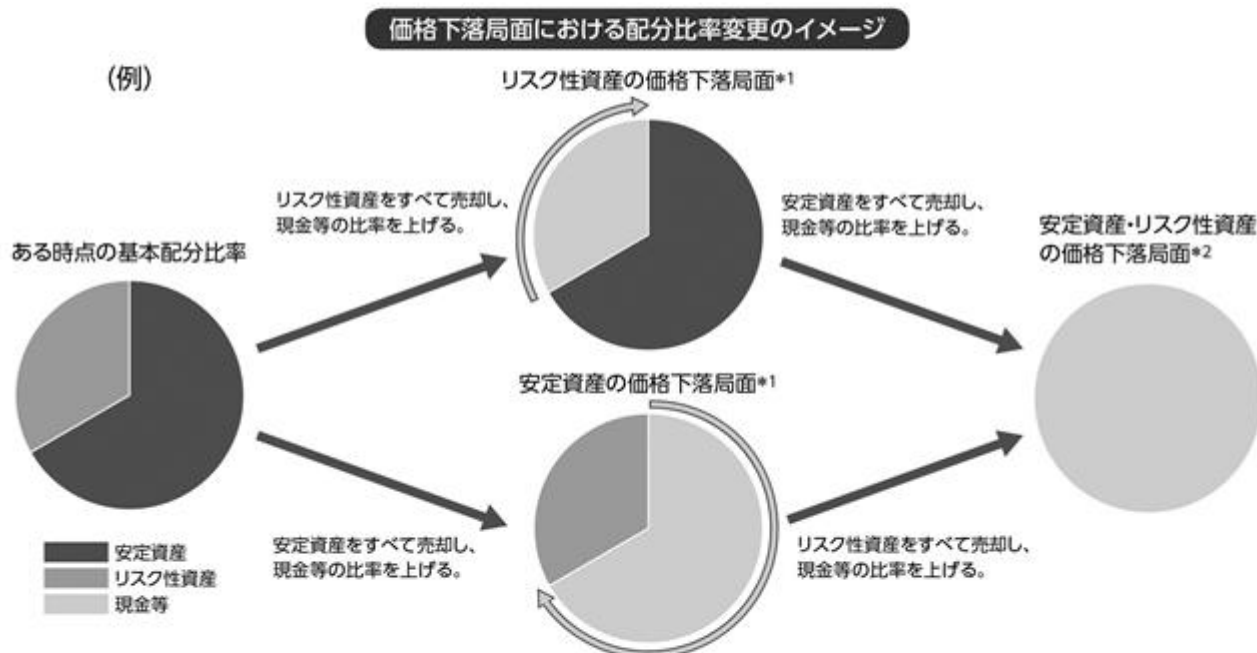 価格下落局面における配分比率変更のイメージ
（例）
リスク性資産の価格下落局面*1
リスク性資産をすべて売却し、
現金等の比率を上げる。
安定資産をすべて売却し、
現金等の比率を上げる。
安定資産・リスク性資産
の価格下落局面*2
ある時点の基本配分比率
安定資産の価格下落局面*1
安定資産をすべて売却し、
現金等の比率を上げる。
リスク性資産をすべて売却し、
現金等の比率を上げる。
安定資産
リスク性資産
現金等